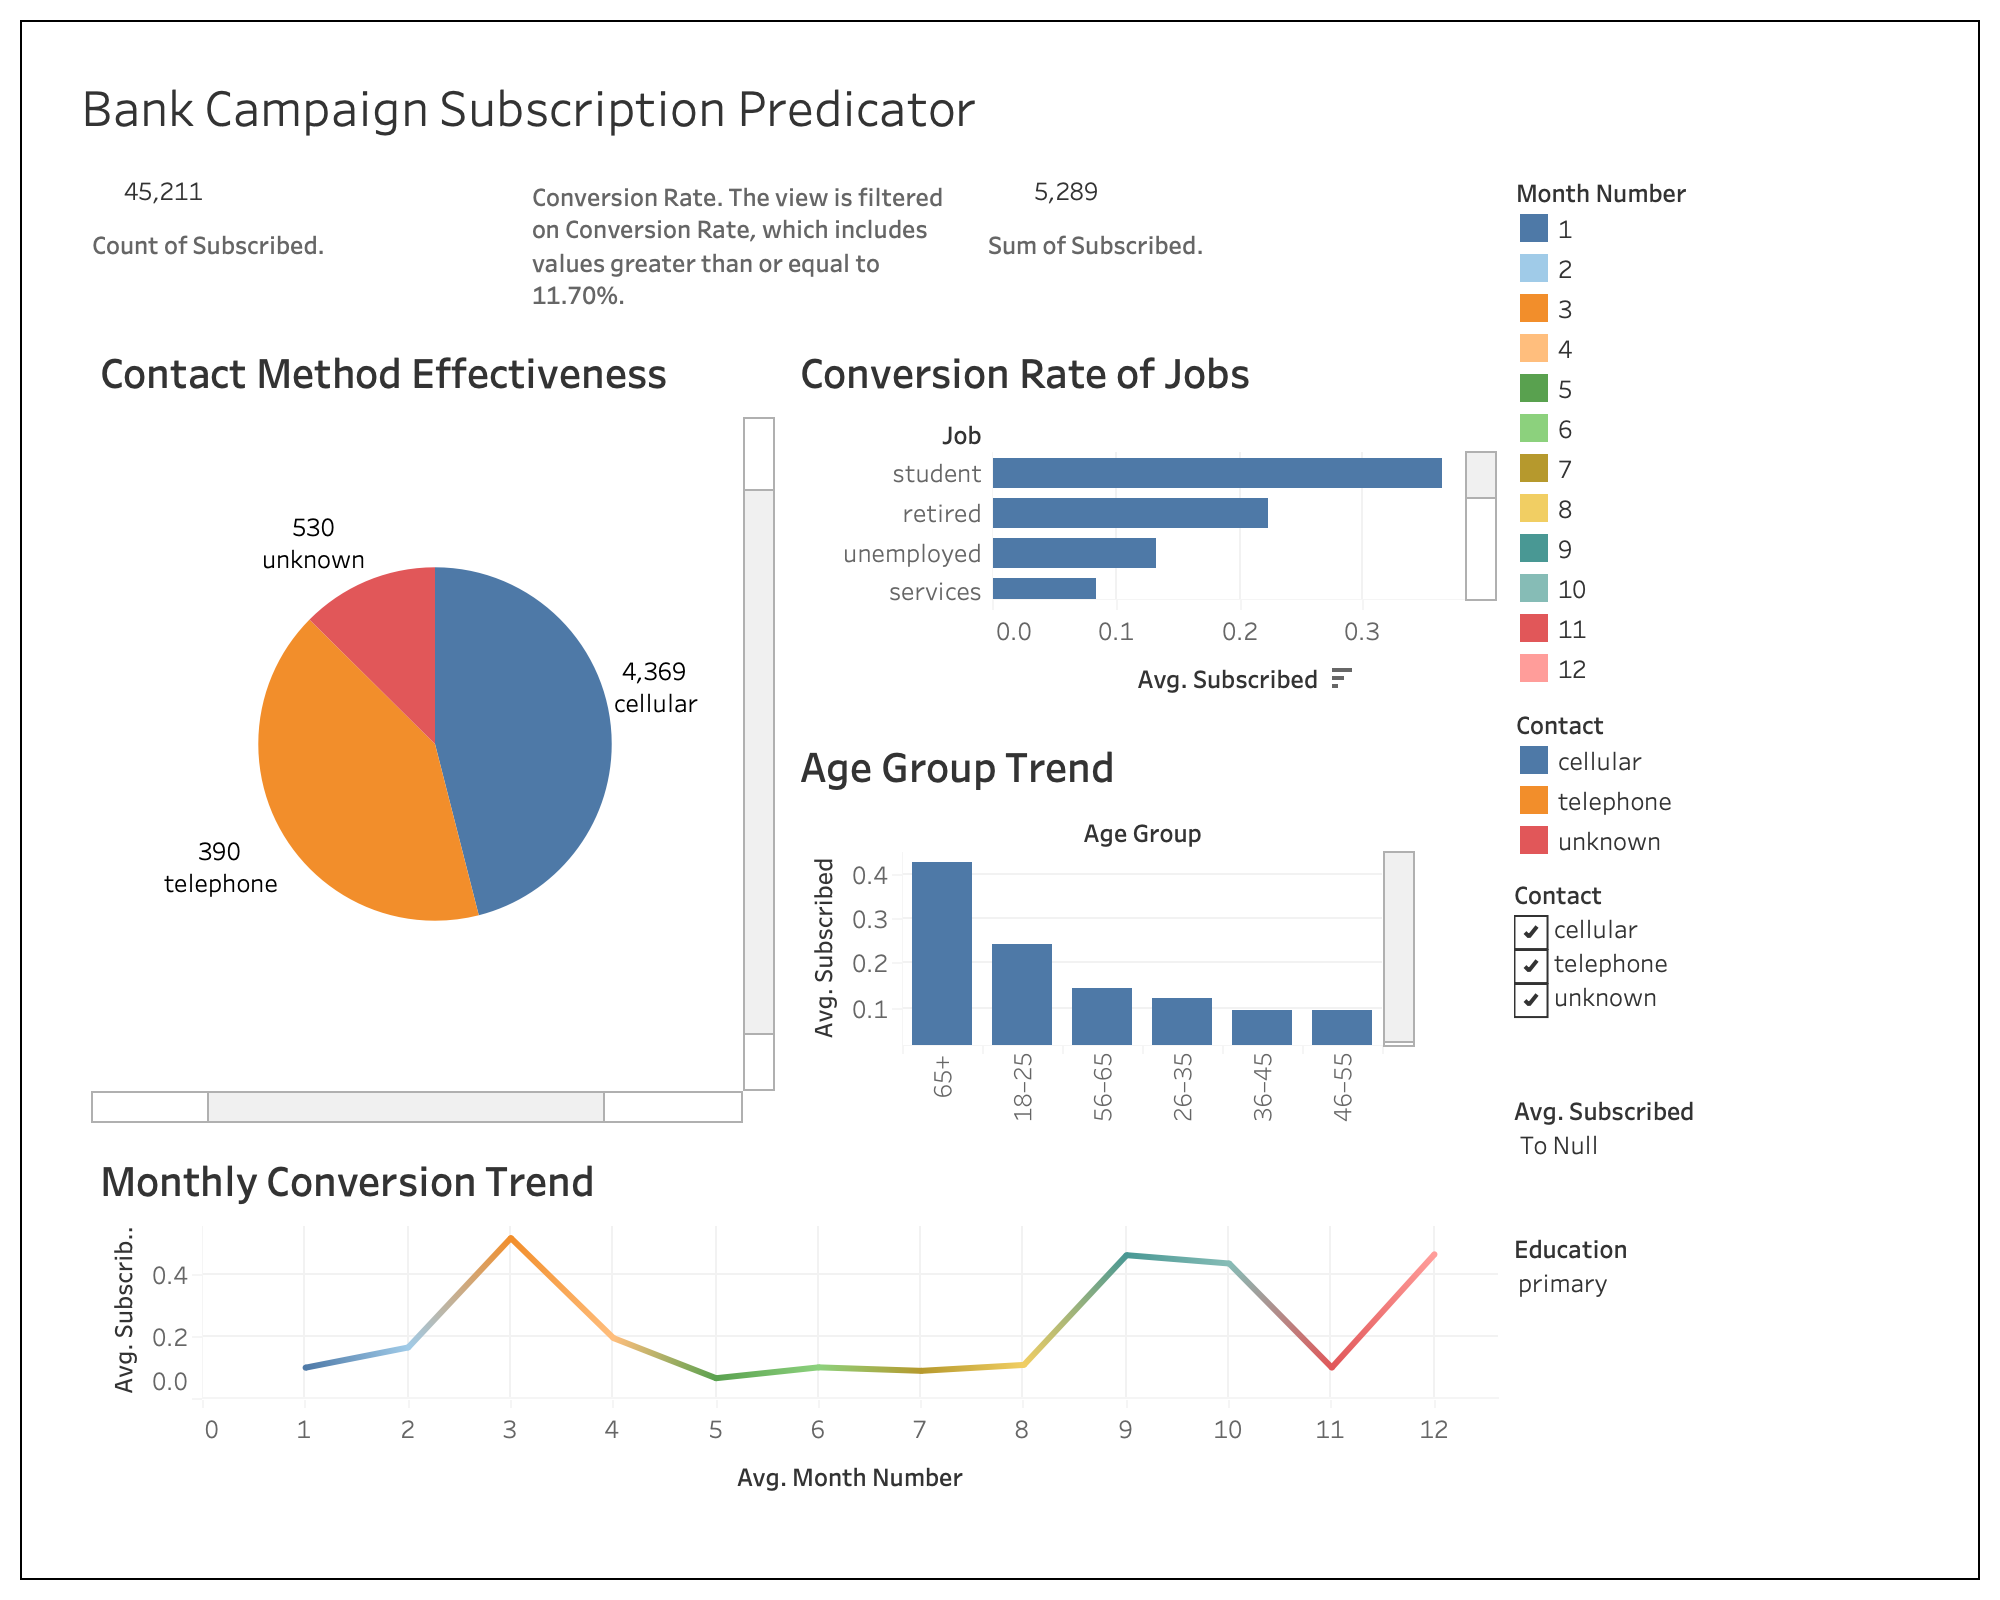 Bank Campaign Subscription Predicator
45,211
Count of Subscribed.
Conversion Rate. The view is filtered
on Conversion Rate, which includes
values greater than or equal to
11.70%.
5,289
Sum of Subscribed.
Contact Method Effectiveness
530
unknown
4,369
cellular
390
telephone
Conversion Rate of Jobs
Job
student
retired
unemployed
services
0.0 0.1 0.2 0.3
Avg. Subscribed
Age Group Trend
Age Group
Avg. Subscribed
0.4
0.3
0.2
0.1
65+
18–25
56–65
26–35
36–45
46–55
Monthly Conversion Trend
Avg. Subscrib..
0.4
0.2
0.0
0 1 2 3 4 5 6 7 8 9 10 11 12
Avg. Month Number
Month Number
1
2
3
4
5
6
7
8
9
10
11
12
Contact
cellular
telephone
unknown
Contact
cellular
telephone
unknown
Avg. Subscribed
To Null
Education
primary